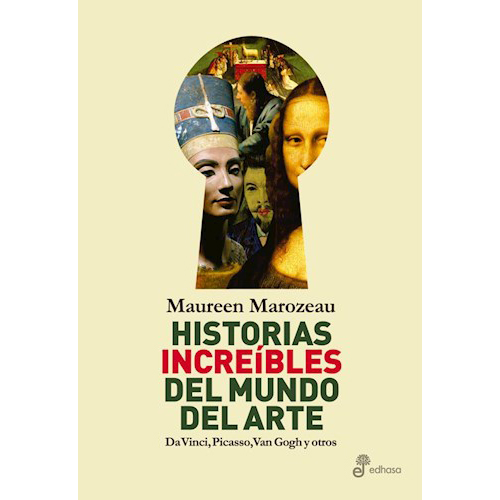 Maureen Marozeau
HISTORIAS
INCREÍBLES
DEL MUNDO
DEL ARTE
Da Vinci, Picasso, Van Gogh y otros
edhasa